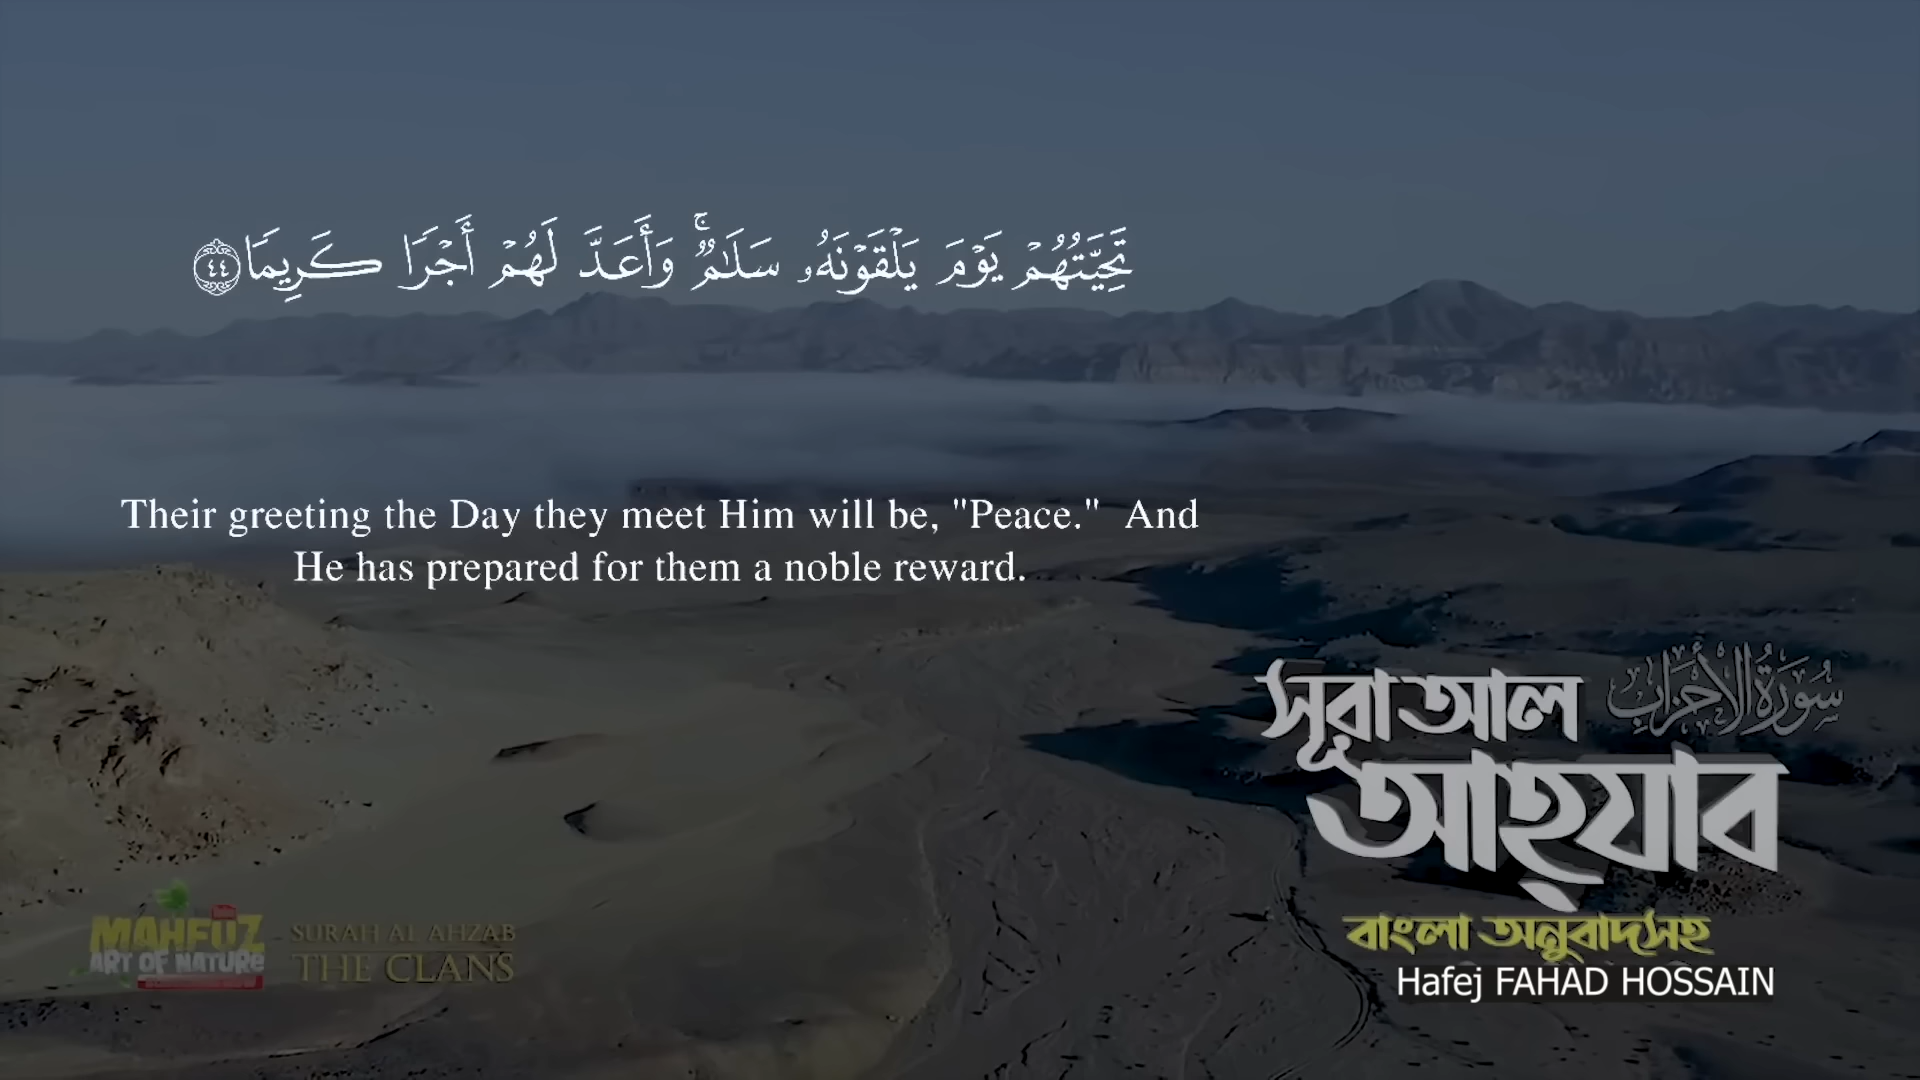 تَحِيَّتُهُمْ يَوْمَ يَلْقَوْنَهُۥ سَلَٰمٌۭ ۚ وَأَعَدَّ لَهُمْ أَجْرًۭا كَرِيمًۭا ٤٤
Their greeting the Day they meet Him will be, "Peace." And
He has prepared for them a noble reward.
সূরা আল سُورَةُ الأَحْزَابِ
আহ্যাব
বাংলা অনুবাদসহ
Hafej FAHAD HOSSAIN
MAHFUZ
ART OF NATURE
SURAH AL AHZAB
THE CLANS